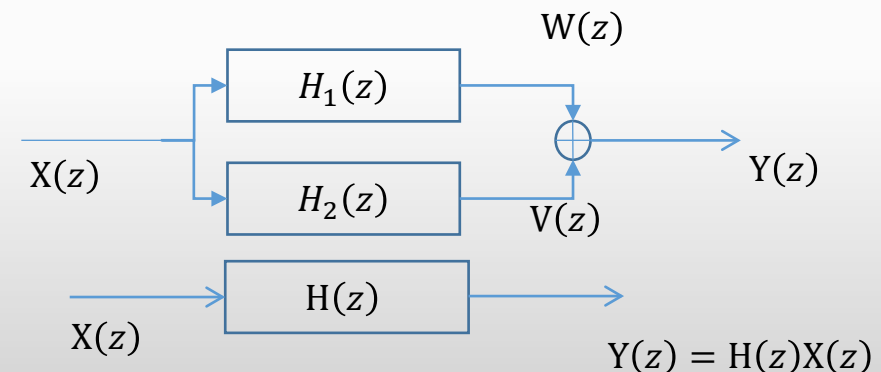 W(z)
H₁(z)
X(z)
Y(z)
H₂(z)
V(z)
H(z)
X(z)
Y(z) = H(z)X(z)